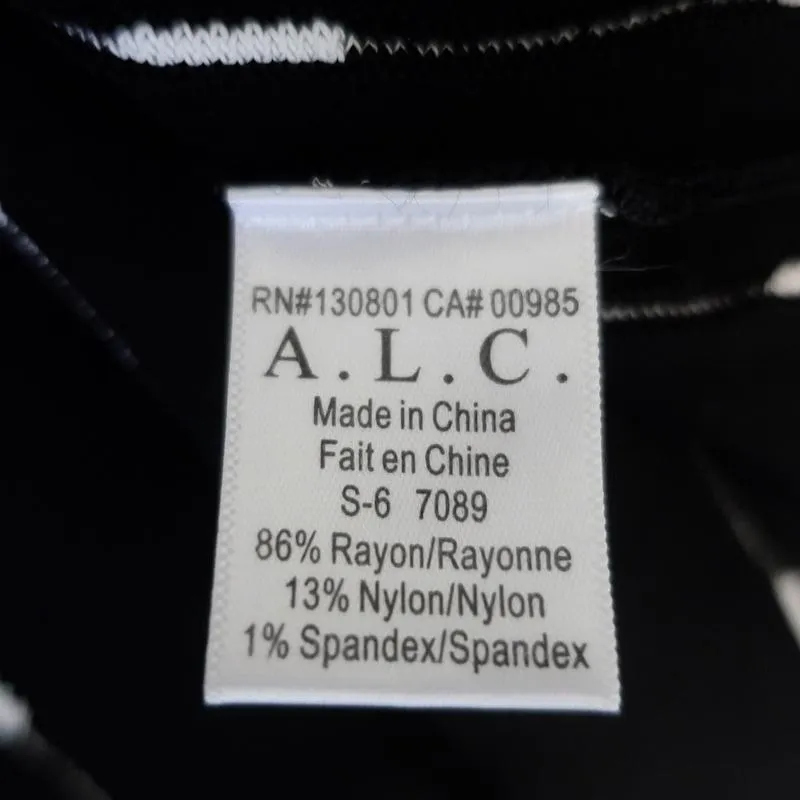 RN#130801 CA# 00985
A.L.C.
Made in China
Fait en Chine
S-6 7089
86% Rayon/Rayonne
13% Nylon/Nylon
1% Spandex/Spandex